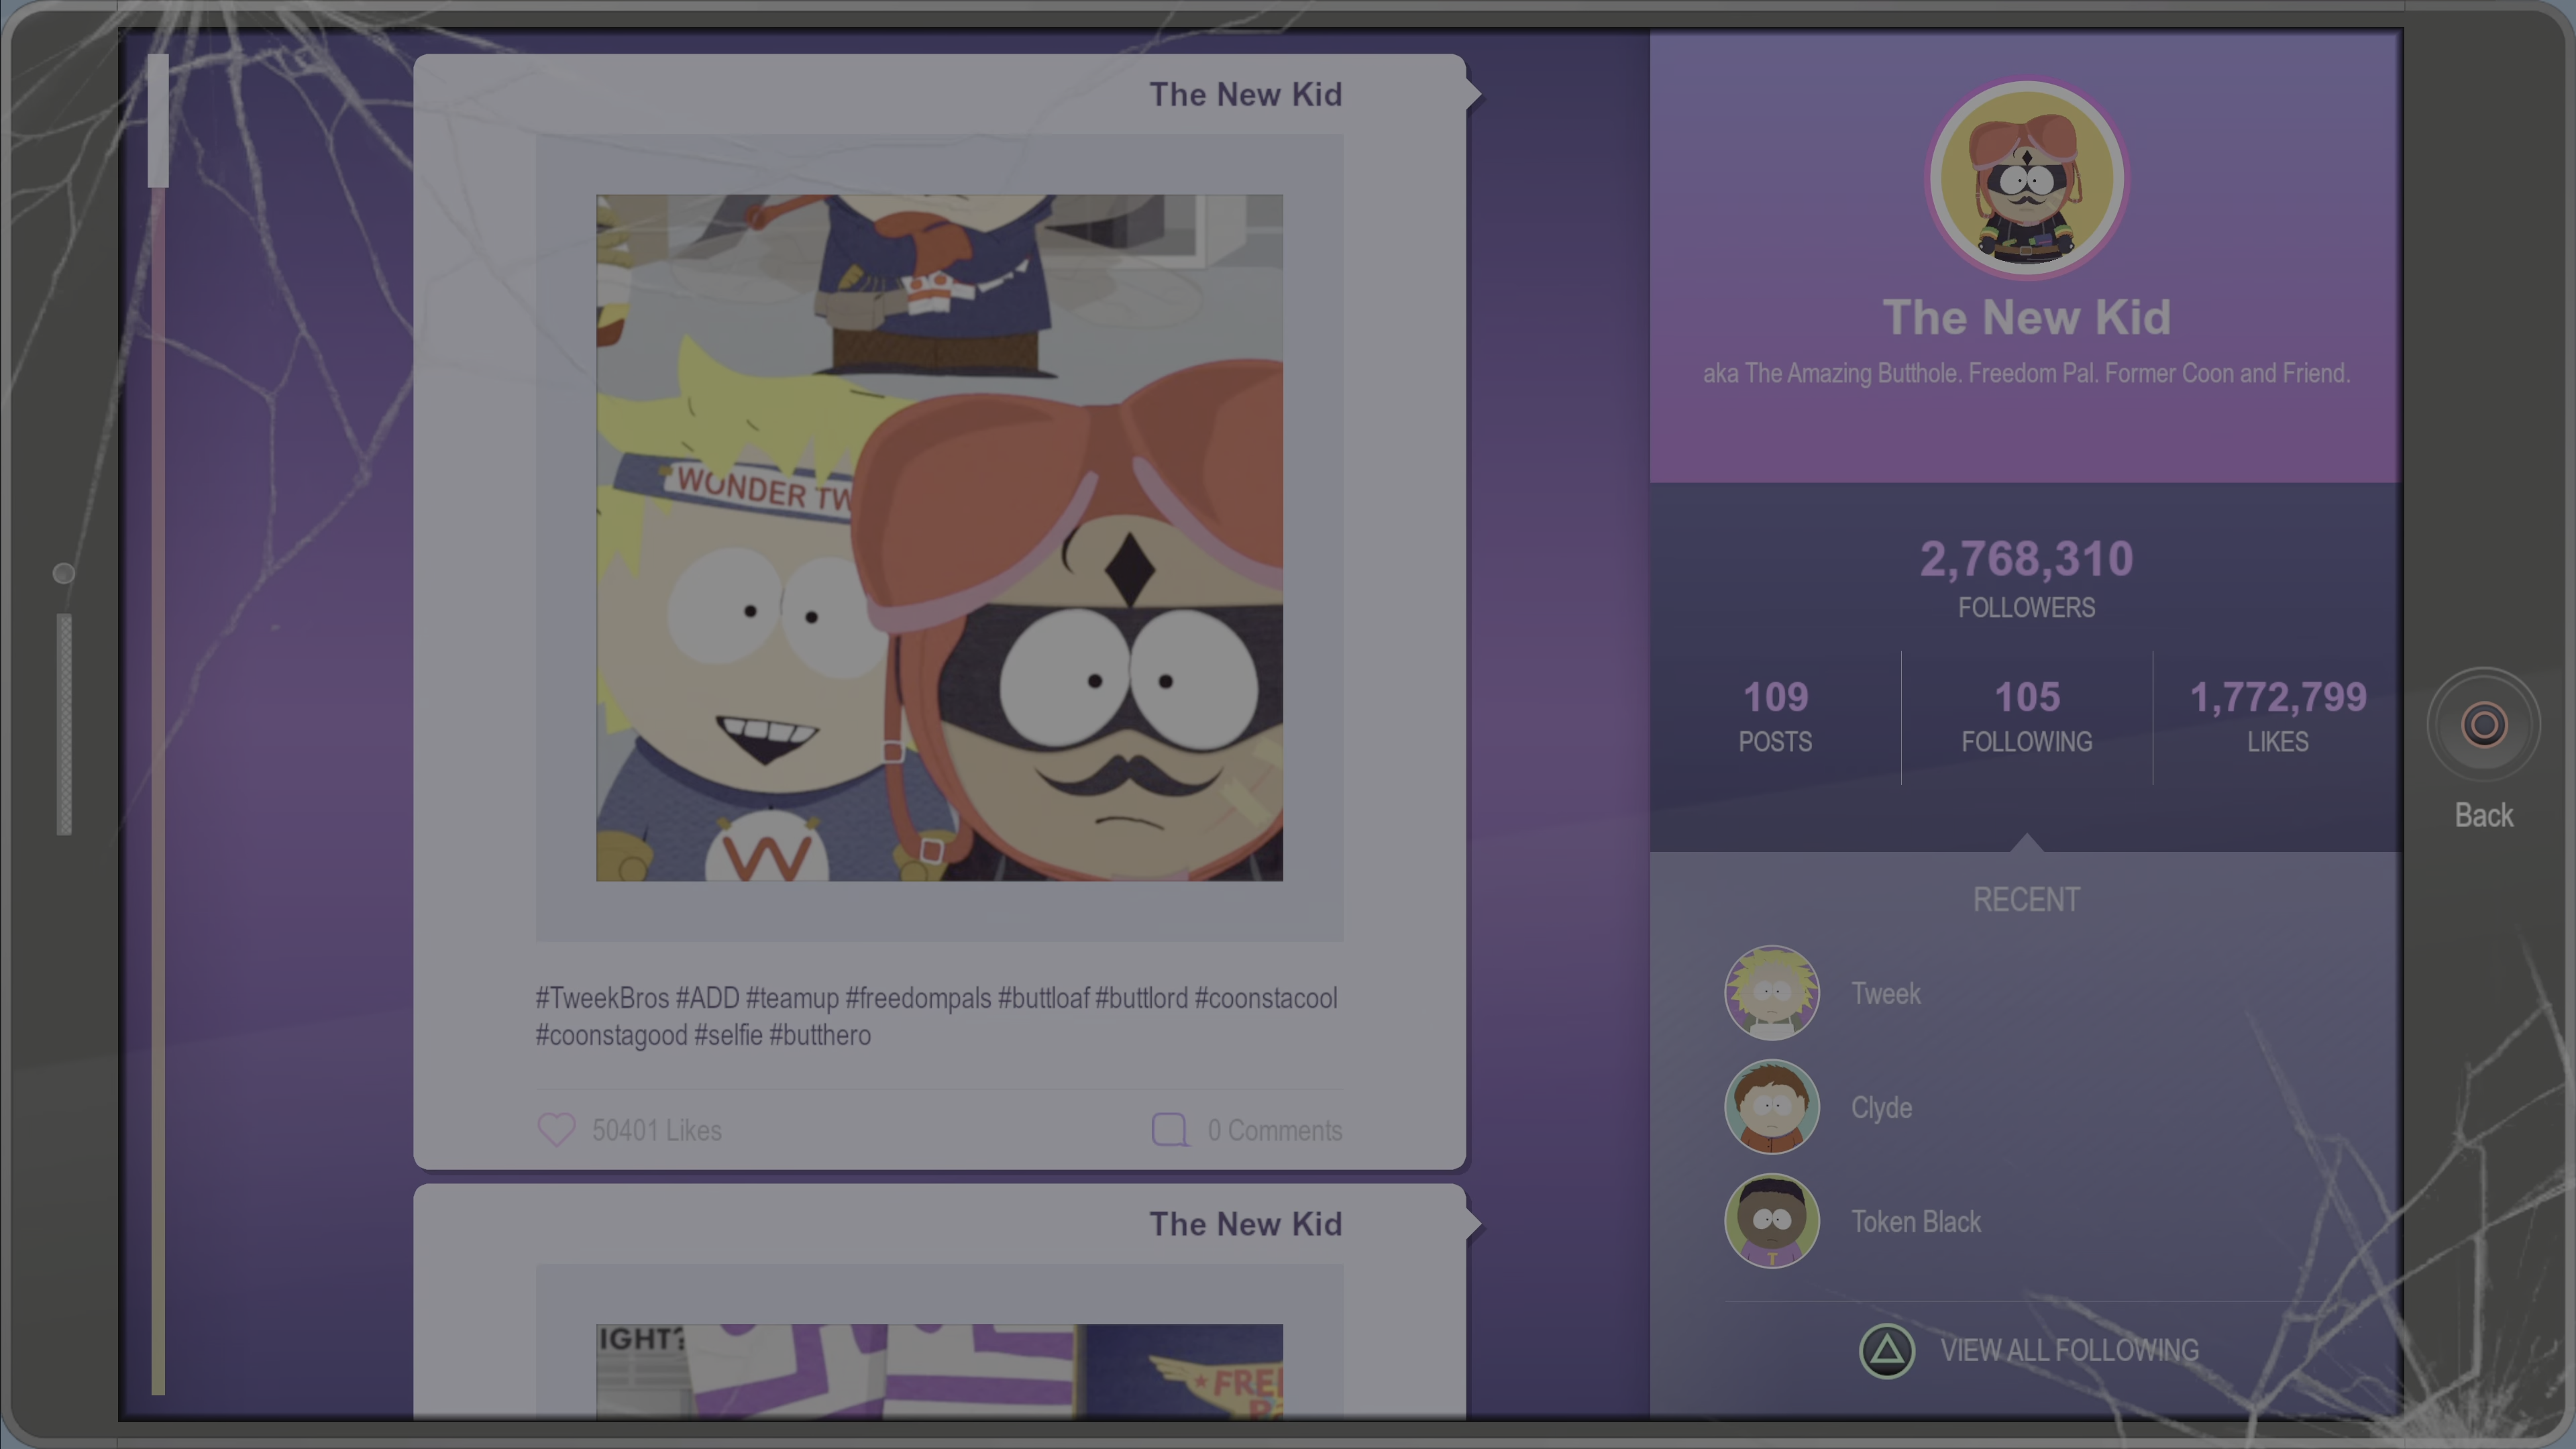 The New Kid
WONDER TW
W
#TweekBros #ADD #teamup #freedompals #buttloaf #buttlord #coonstacool
#coonstagood #selfie #butthero
50401 Likes
0 Comments
The New Kid
IGHT?
FREE
The New Kid
aka The Amazing Butthole. Freedom Pal. Former Coon and Friend.
2,768,310
FOLLOWERS
109
POSTS
105
FOLLOWING
1,772,799
LIKES
RECENT
Tweek
Clyde
T
Token Black
VIEW ALL FOLLOWING
Back